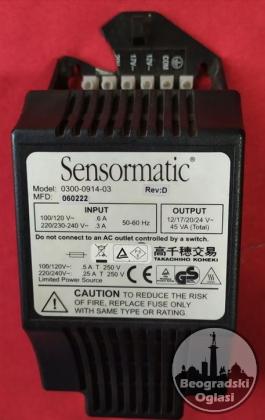 17V~ 12V~ COM
Sensormatic®
Model: 0300-0914-03 Rev:D
MFD: 060222
INPUT
100/120 V~ .6 A
220/230-240 V~ .3 A
50-60 Hz
OUTPUT
12/17/20/24 V~
45 VA (Total)
Do not connect to an AC outlet controlled by a switch.
高千穂交易
TAKACHIHO KOHEKI
100/120V~: .5 A T 250 V
220/240V~: .25 A T 250 V
Limited Power Source
CAUTION TO REDUCE THE RISK
OF FIRE, REPLACE FUSE ONLY
WITH SAME TYPE OR RATING
Beogradski
Oglasi